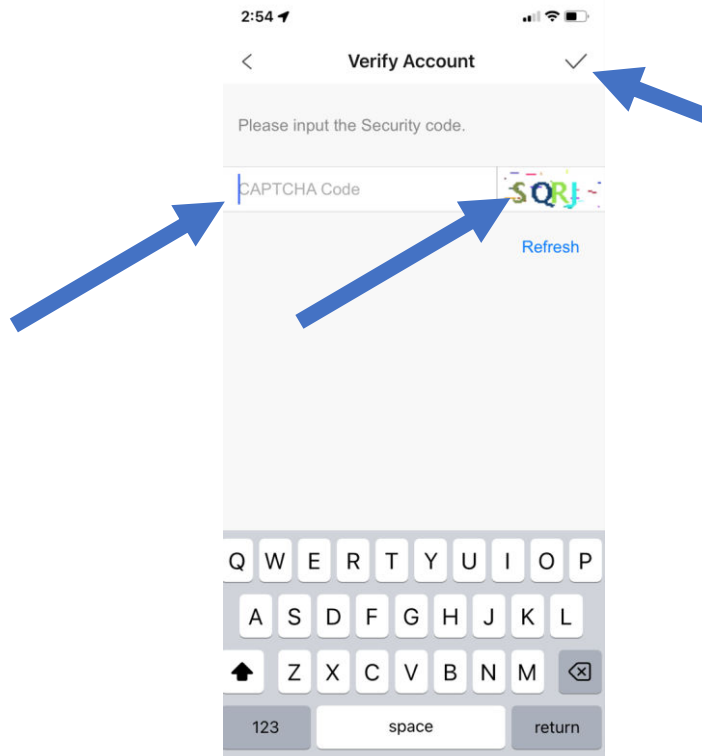 2:54
Verify Account
Please input the Security code.
CAPTCHA Code
SQRJ
Refresh
Q W E R T Y U I O P
A S D F G H J K L
Z X C V B N M
123 space return